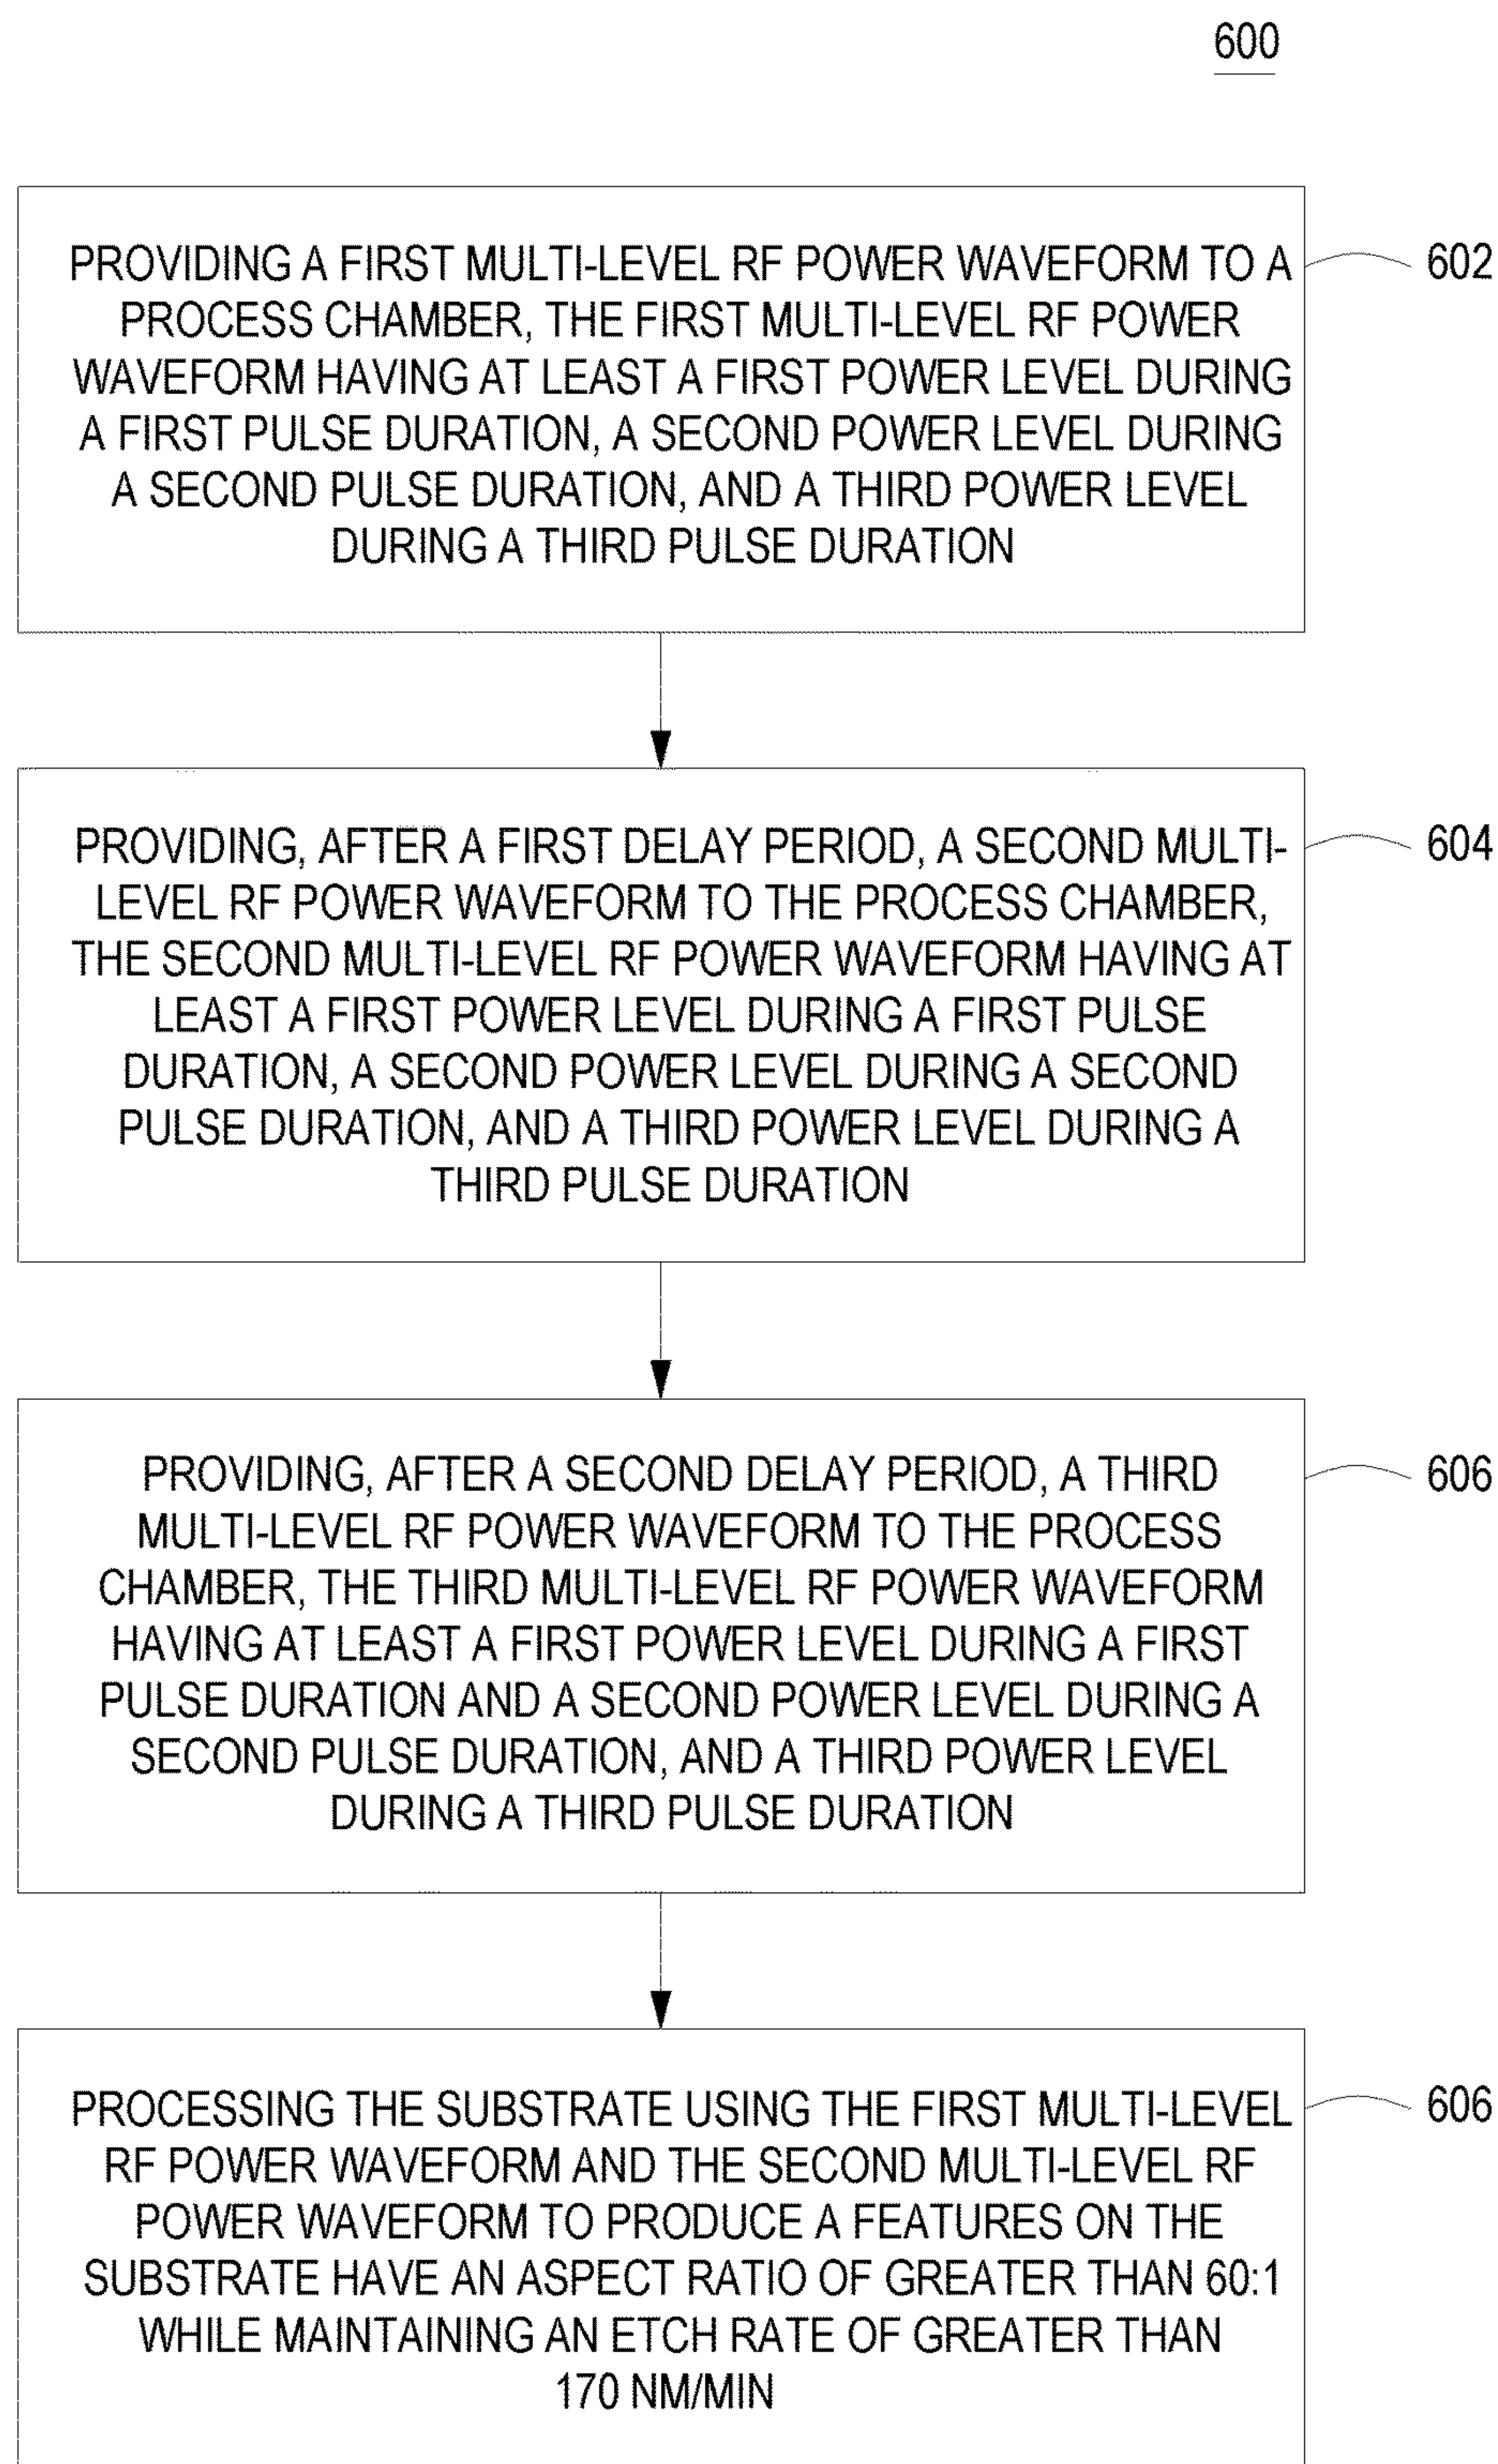 600
PROVIDING A FIRST MULTI-LEVEL RF POWER WAVEFORM TO A
PROCESS CHAMBER, THE FIRST MULTI-LEVEL RF POWER
WAVEFORM HAVING AT LEAST A FIRST POWER LEVEL DURING
A FIRST PULSE DURATION, A SECOND POWER LEVEL DURING
A SECOND PULSE DURATION, AND A THIRD POWER LEVEL
DURING A THIRD PULSE DURATION
602
PROVIDING, AFTER A FIRST DELAY PERIOD, A SECOND MULTI-
LEVEL RF POWER WAVEFORM TO THE PROCESS CHAMBER,
THE SECOND MULTI-LEVEL RF POWER WAVEFORM HAVING AT
LEAST A FIRST POWER LEVEL DURING A FIRST PULSE
DURATION, A SECOND POWER LEVEL DURING A SECOND
PULSE DURATION, AND A THIRD POWER LEVEL DURING A
THIRD PULSE DURATION
604
PROVIDING, AFTER A SECOND DELAY PERIOD, A THIRD
MULTI-LEVEL RF POWER WAVEFORM TO THE PROCESS
CHAMBER, THE THIRD MULTI-LEVEL RF POWER WAVEFORM
HAVING AT LEAST A FIRST POWER LEVEL DURING A FIRST
PULSE DURATION AND A SECOND POWER LEVEL DURING A
SECOND PULSE DURATION, AND A THIRD POWER LEVEL
DURING A THIRD PULSE DURATION
606
PROCESSING THE SUBSTRATE USING THE FIRST MULTI-LEVEL
RF POWER WAVEFORM AND THE SECOND MULTI-LEVEL RF
POWER WAVEFORM TO PRODUCE A FEATURES ON THE
SUBSTRATE HAVE AN ASPECT RATIO OF GREATER THAN 60:1
WHILE MAINTAINING AN ETCH RATE OF GREATER THAN
170 NM/MIN
606